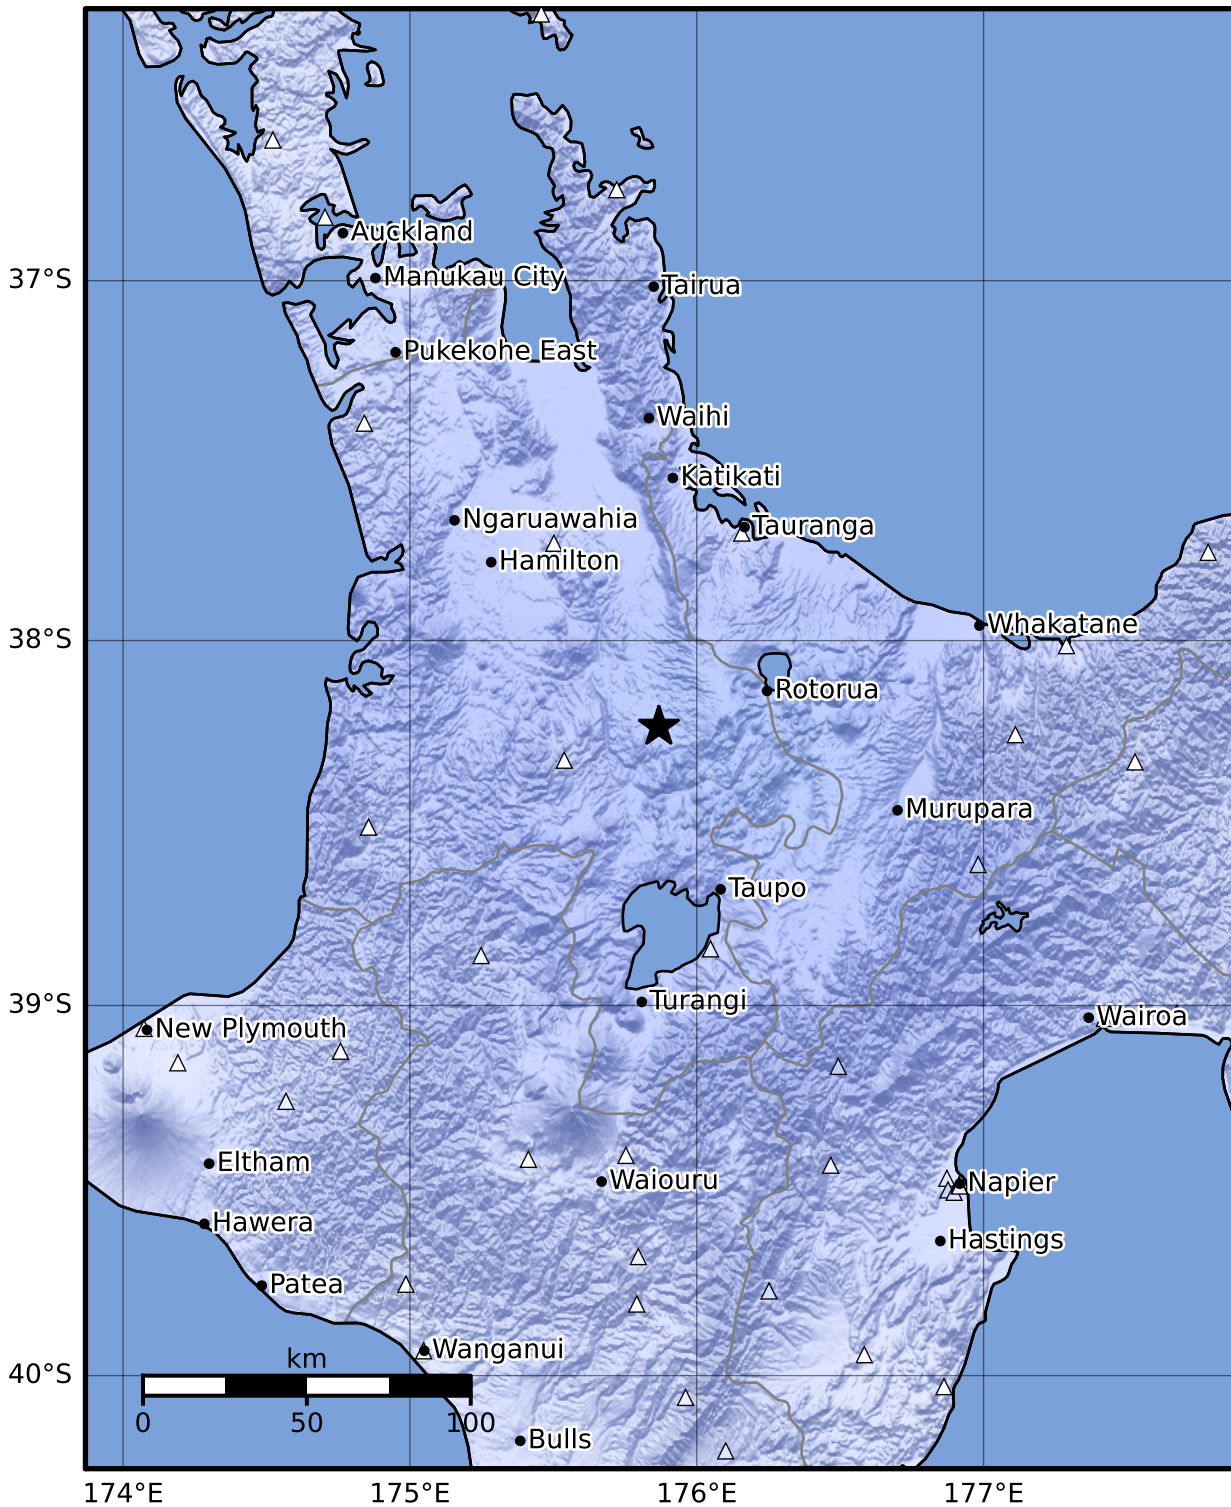 Auckland
37°S
Manukau City
Tairua
Pukekohe East
Waihi
Katikati
Ngaruawahia
Tauranga
Hamilton
38°S
Whakatane
Rotorua
Murupara
Taupo
39°S
Turangi
Wairoa
New Plymouth
Eltham
Waiouru
Napier
Hawera
Hastings
Patea
Wanganui
km
40°S
0 50 100
Bulls
174°E 175°E 176°E 177°E